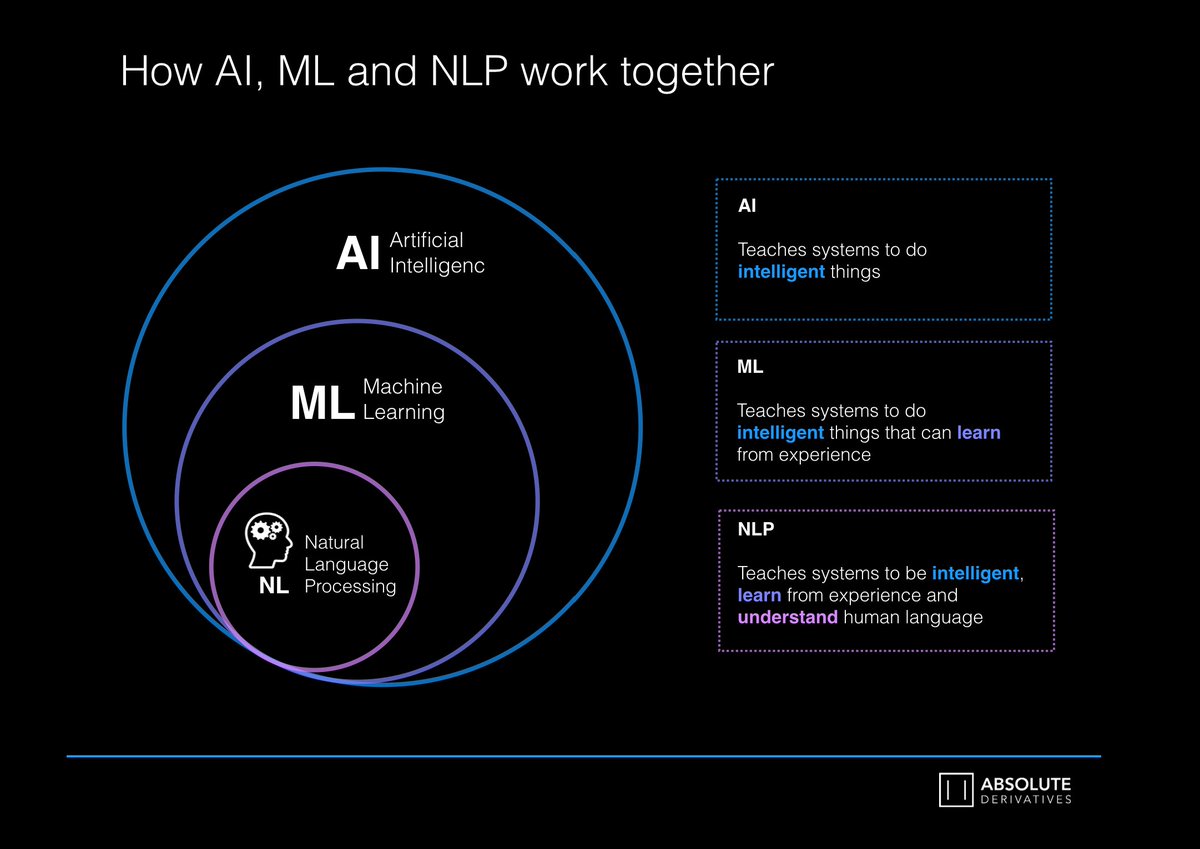 How AI, ML and NLP work together
AI Artificial
Intelligenc
ML Machine
Learning
Natural
Language
NL Processing
AI
Teaches systems to do
intelligent things
ML
Teaches systems to do
intelligent things that can learn
from experience
NLP
Teaches systems to be intelligent,
learn from experience and
understand human language
ABSOLUTE
DERIVATIVES